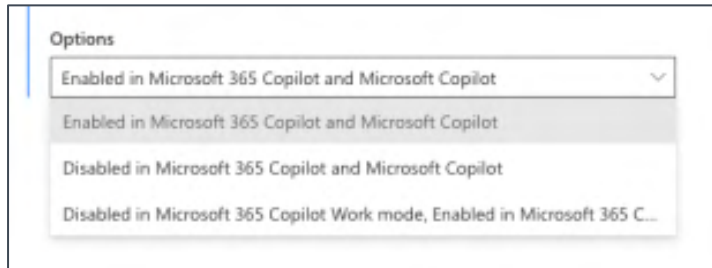 Options
Enabled in Microsoft 365 Copilot and Microsoft Copilot
Enabled in Microsoft 365 Copilot and Microsoft Copilot
Disabled in Microsoft 365 Copilot and Microsoft Copilot
Disabled in Microsoft 365 Copilot Work mode, Enabled in Microsoft 365 C...